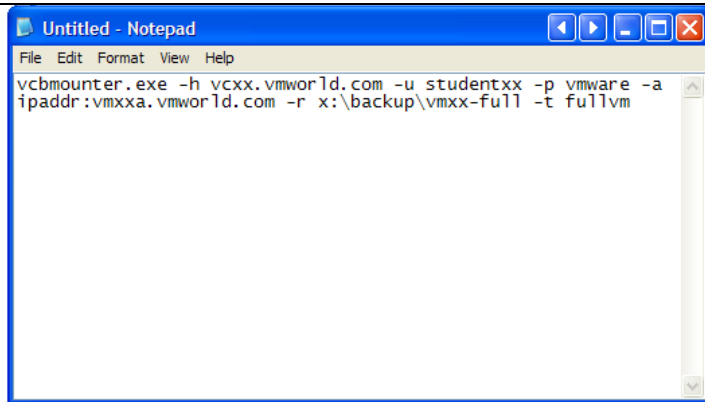 Untitled - Notepad
File Edit Format View Help
vcbmounter.exe -h vcxx.vmworld.com -u studentxx -p vmware -a
ipaddr:vmxxa.vmworld.com -r x:\backup\vmxx-full -t fullvm